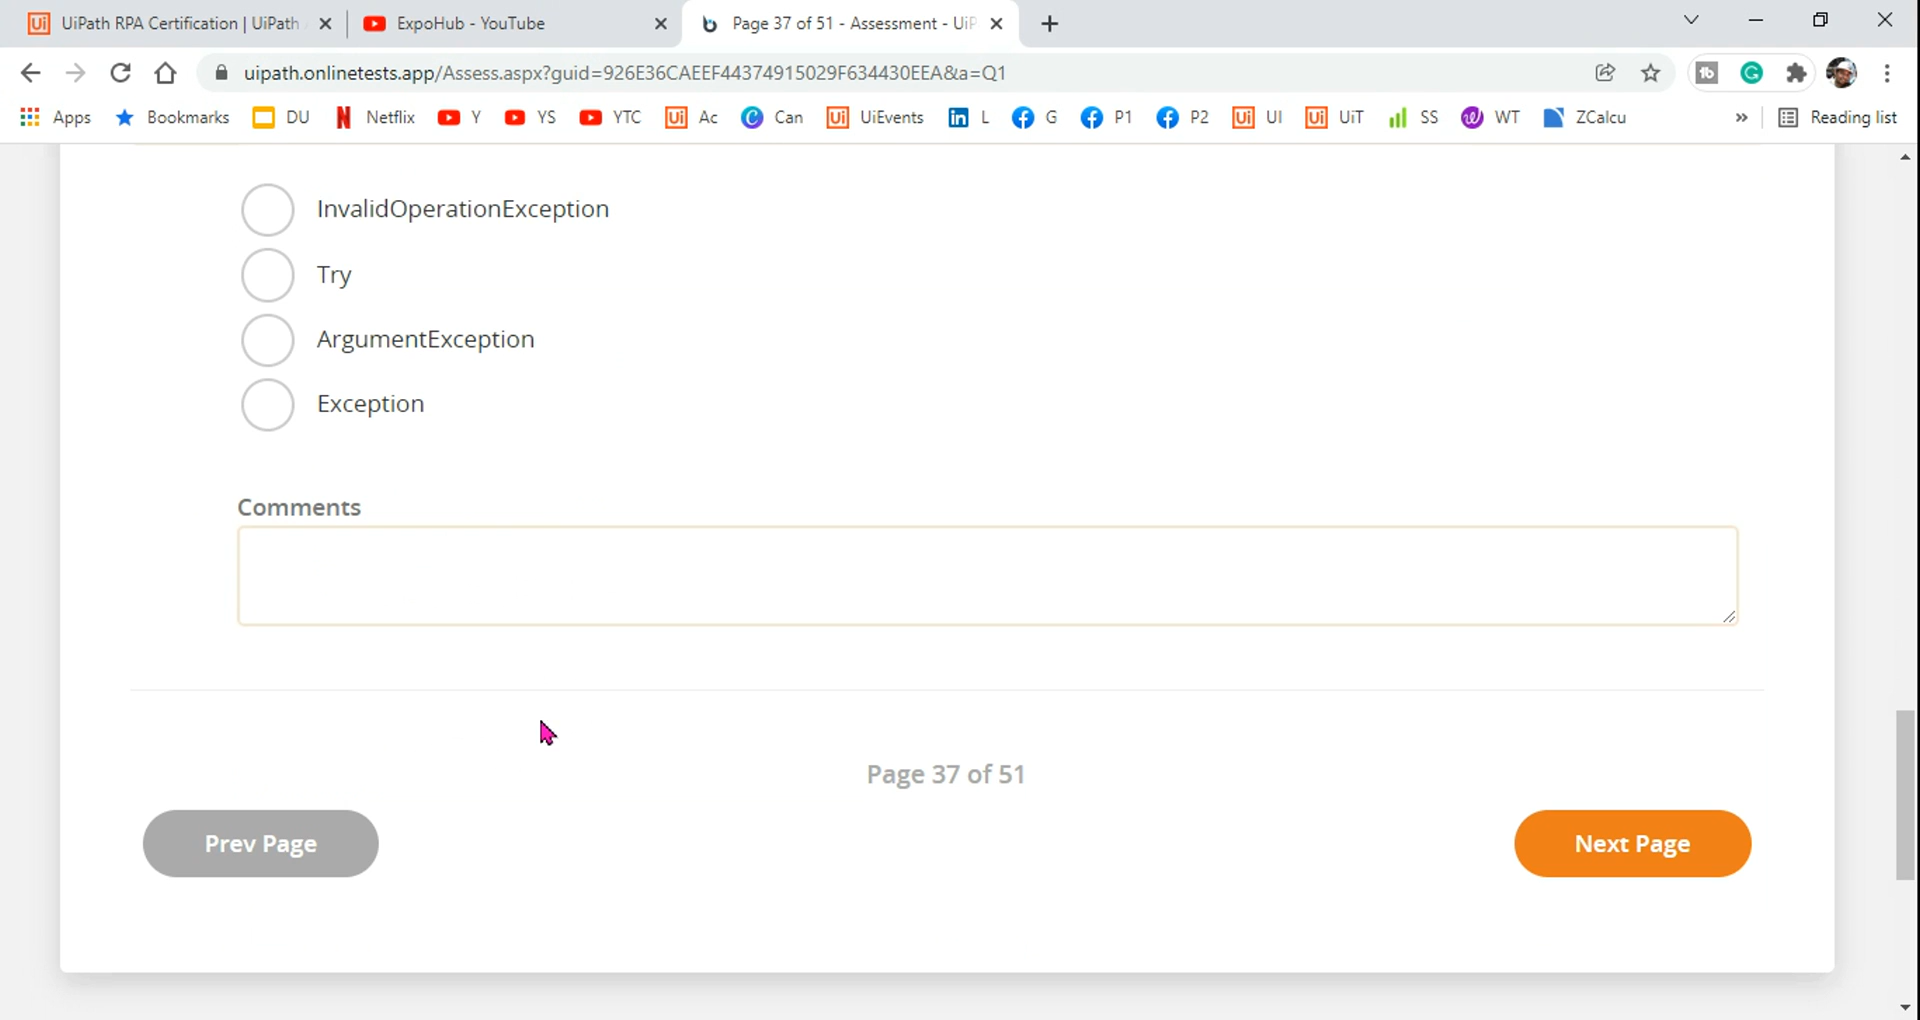 UiPath RPA Certification | UiPath
ExpoHub - YouTube
Page 37 of 51 - Assessment - UiP
uipath.onlinetests.app/Assess.aspx?guid=926E36CAEEF44374915029F634430EEA&a=Q1
Apps Bookmarks DU Netflix Y YS YTC Ac Can UiEvents L G P1 P2 UI UiT SS WT ZCalcu » Reading list
InvalidOperationException
Try
ArgumentException
Exception
Comments
Page 37 of 51
Prev Page
Next Page